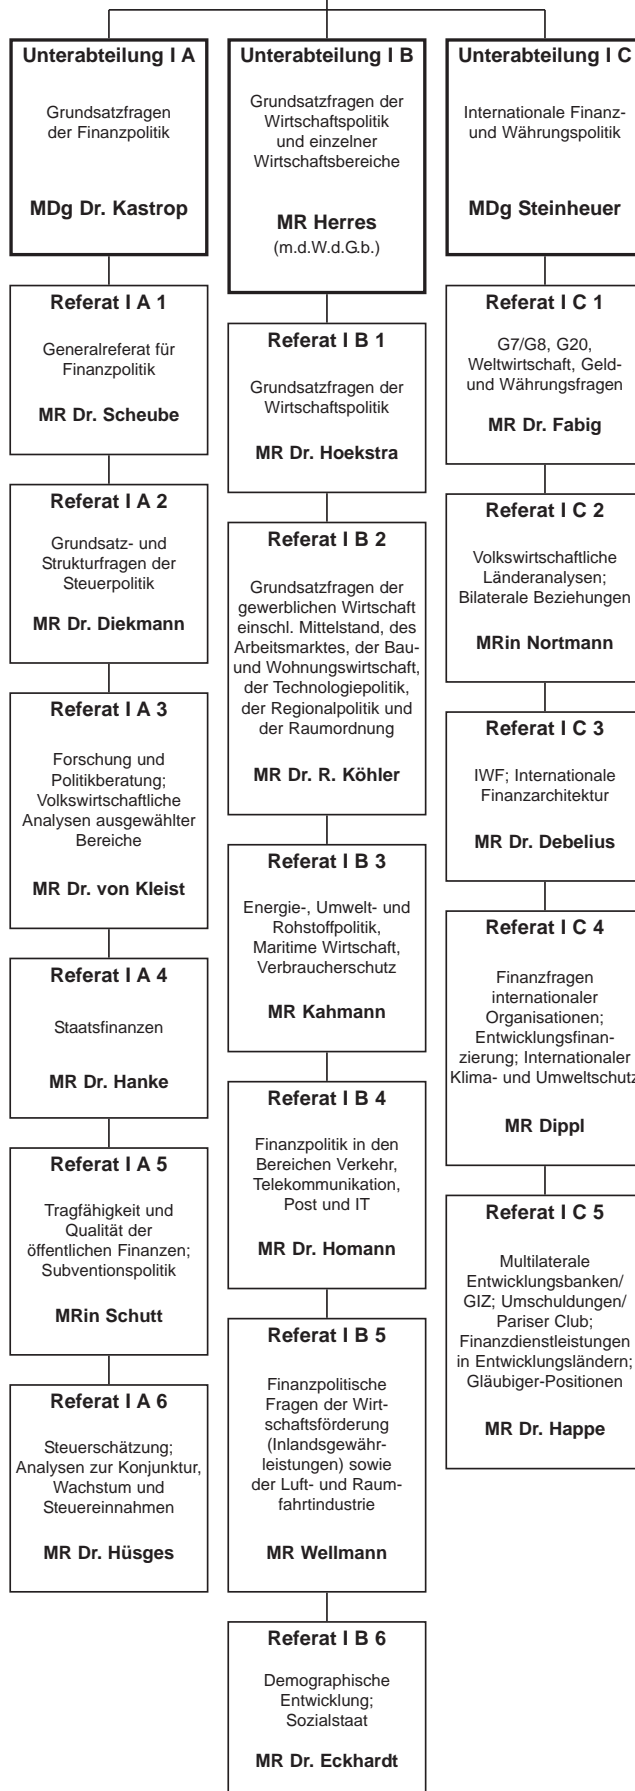 Unterabteilung I A
Grundsatzfragen
der Finanzpolitik
MDg Dr. Kastrop
Referat I A 1
Generalreferat für
Finanzpolitik
MR Dr. Scheube
Referat I A 2
Grundsatz- und
Strukturfragen der
Steuerpolitik
MR Dr. Diekmann
Referat I A 3
Forschung und
Politikberatung;
Volkswirtschaftliche
Analysen ausgewählter
Bereiche
MR Dr. von Kleist
Referat I A 4
Staatsfinanzen
MR Dr. Hanke
Referat I A 5
Tragfähigkeit und
Qualität der
öffentlichen Finanzen;
Subventionspolitik
MRin Schutt
Referat I A 6
Steuerschätzung;
Analysen zur Konjunktur,
Wachstum und
Steuereinnahmen
MR Dr. Hüsges
Unterabteilung I B
Grundsatzfragen der
Wirtschaftspolitik
und einzelner
Wirtschaftsbereiche
MR Herres
(m.d.W.d.G.b.)
Referat I B 1
Grundsatzfragen der
Wirtschaftspolitik
MR Dr. Hoekstra
Referat I B 2
Grundsatzfragen der
gewerblichen Wirtschaft
einschl. Mittelstand, des
Arbeitsmarktes, der Bau-
und Wohnungswirtschaft,
der Technologiepolitik,
der Regionalpolitik und
der Raumordnung
MR Dr. R. Köhler
Referat I B 3
Energie-, Umwelt- und
Rohstoffpolitik,
Maritime Wirtschaft,
Verbraucherschutz
MR Kahmann
Referat I B 4
Finanzpolitik in den
Bereichen Verkehr,
Telekommunikation,
Post und IT
MR Dr. Homann
Referat I B 5
Finanzpolitische
Fragen der Wirt-
schaftsförderung
(Inlandsgewähr-
leistungen) sowie
der Luft- und Raum-
fahrtindustrie
MR Wellmann
Referat I B 6
Demographische
Entwicklung;
Sozialstaat
MR Dr. Eckhardt
Unterabteilung I C
Internationale Finanz-
und Währungspolitik
MDg Steinheuer
Referat I C 1
G7/G8, G20,
Weltwirtschaft, Geld-
und Währungsfragen
MR Dr. Fabig
Referat I C 2
Volkswirtschaftliche
Länderanalysen;
Bilaterale Beziehungen
MRin Nortmann
Referat I C 3
IWF; Internationale
Finanzarchitektur
MR Dr. Debelius
Referat I C 4
Finanzfragen
internationaler
Organisationen;
Entwicklungsfinan-
zierung; Internationaler
Klima- und Umweltschutz
MR Dippl
Referat I C 5
Multilaterale
Entwicklungsbanken/
GIZ; Umschuldungen/
Pariser Club;
Finanzdienstleistungen
in Entwicklungsländern;
Gläubiger-Positionen
MR Dr. Happe